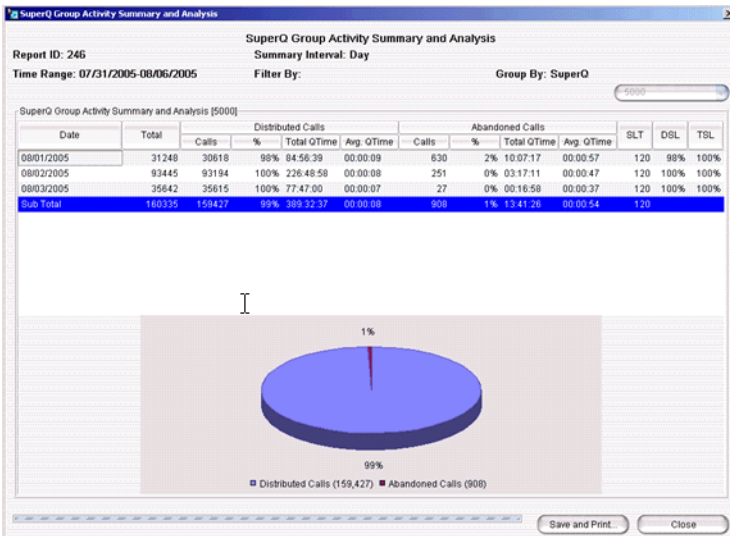 SuperQ Group Activity Summary and Analysis
SuperQ Group Activity Summary and Analysis
Report ID: 246 Summary Interval: Day
Time Range: 07/31/2005-08/06/2005 Filter By: Group By: SuperQ
5000
SuperQ Group Activity Summary and Analysis [5000]
Date Total Distributed Calls Abandoned Calls SLT DSL TSL
Calls % Total QTime Avg. QTime Calls % Total QTime Avg. QTime
08/01/2005 31248 30618 98% 84:56:39 00:00:09 630 2% 10:07:17 00:00:57 120 98% 100%
08/02/2005 93445 93194 100% 226:48:58 00:00:08 251 0% 03:17:11 00:00:47 120 100% 100%
08/03/2005 35642 35615 100% 77:47:00 00:00:07 27 0% 00:16:58 00:00:37 120 100% 100%
Sub Total 160335 159427 99% 389:32:37 00:00:08 908 1% 13:41:26 00:00:54 120
1%
99%
Distributed Calls (159,427) Abandoned Calls (908)
Save and Print... Close